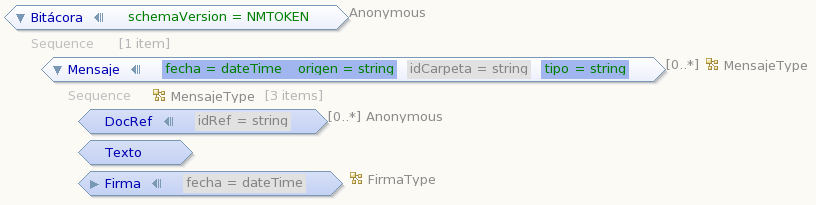 Bitácora schemaVersion = NMTOKEN Anonymous
Sequence [1 item]
Mensaje fecha = dateTime origen = string idCarpeta = string tipo = string [0..*] MensajeType
Sequence MensajeType [3 items]
DocRef idRef = string [0..*] Anonymous
Texto
Firma fecha = dateTime FirmaType